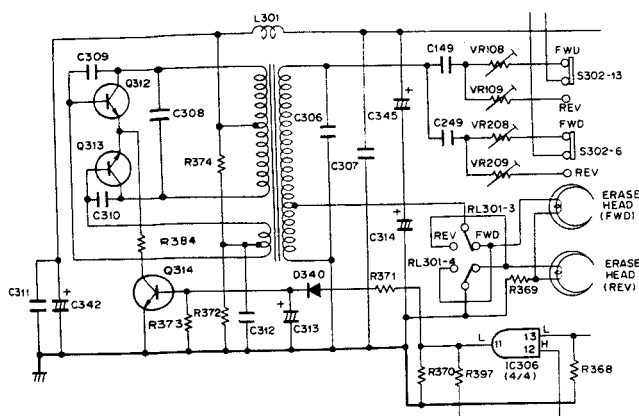 L301
C309
Q312
C149
VR108
FWD
S302-13
C308
C306
C345
VR109
REV
Q313
C249
VR208
FWD
R374
C307
S302-6
VR209
REV
C310
RL301-3
ERASE
HEAD
(FWD)
R384
C314
REV
FWD
Q314
D340
R371
RL301-4
ERASE
HEAD
(REV)
R369
C311
C342
R373
R372
C312
C313
L
11
13
12
L
H
IC306
(4/4)
R370
R397
R368